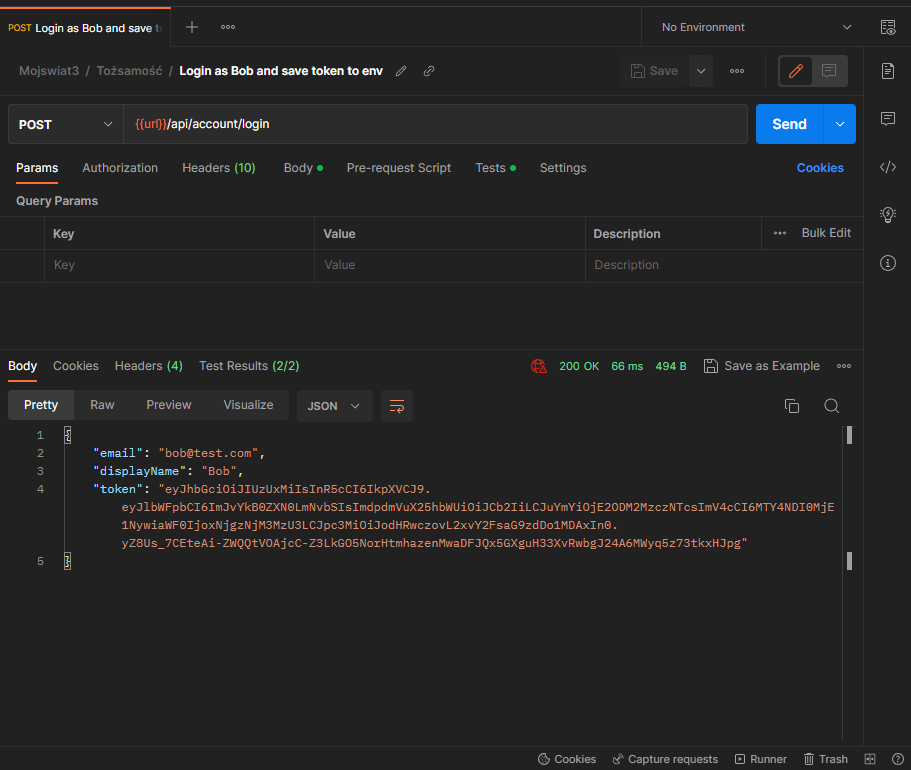 POST Login as Bob and save to
No Environment
Mojswiat3 / Tożsamość / Login as Bob and save token to env
Save
POST {{url}}/api/account/login Send
Params Authorization Headers (10) Body Pre-request Script Tests Settings Cookies
Query Params
Key Value Description Bulk Edit
Key Value Description
Body Cookies Headers (4) Test Results (2/2) 200 OK 66 ms 494 B Save as Example
Pretty Raw Preview Visualize JSON
1 {
2 "email": "bob@test.com",
3 "displayName": "Bob",
4 "token": "eyJhbGciOiJIUzUxMiIsInR5cCI6IkpXVCJ9.
eyJlbWFpbCI6ImJvYkB0ZXN0LmNvbSIsImdpdmVuX25hbWUiOiJCb2IiLCJuYmYiOjE2ODM2MzczNTcsImV4cCI6MTY4NDI0MjE
1NywiaWF0IjoxNjgzNjM3MzU3LCJpc3MiOiJodHRwczovL2xvY2FsaG9zdDo1MDAxIn0.
yZ8Us_7CEteAi-ZWQQtVOAjcC-Z3LkGO5NorHtmhazenMwaDFJQx5GXguH33XvRwbgJ24A6MWyq5z73tkxHJpg"
5 }
Cookies Capture requests Runner Trash